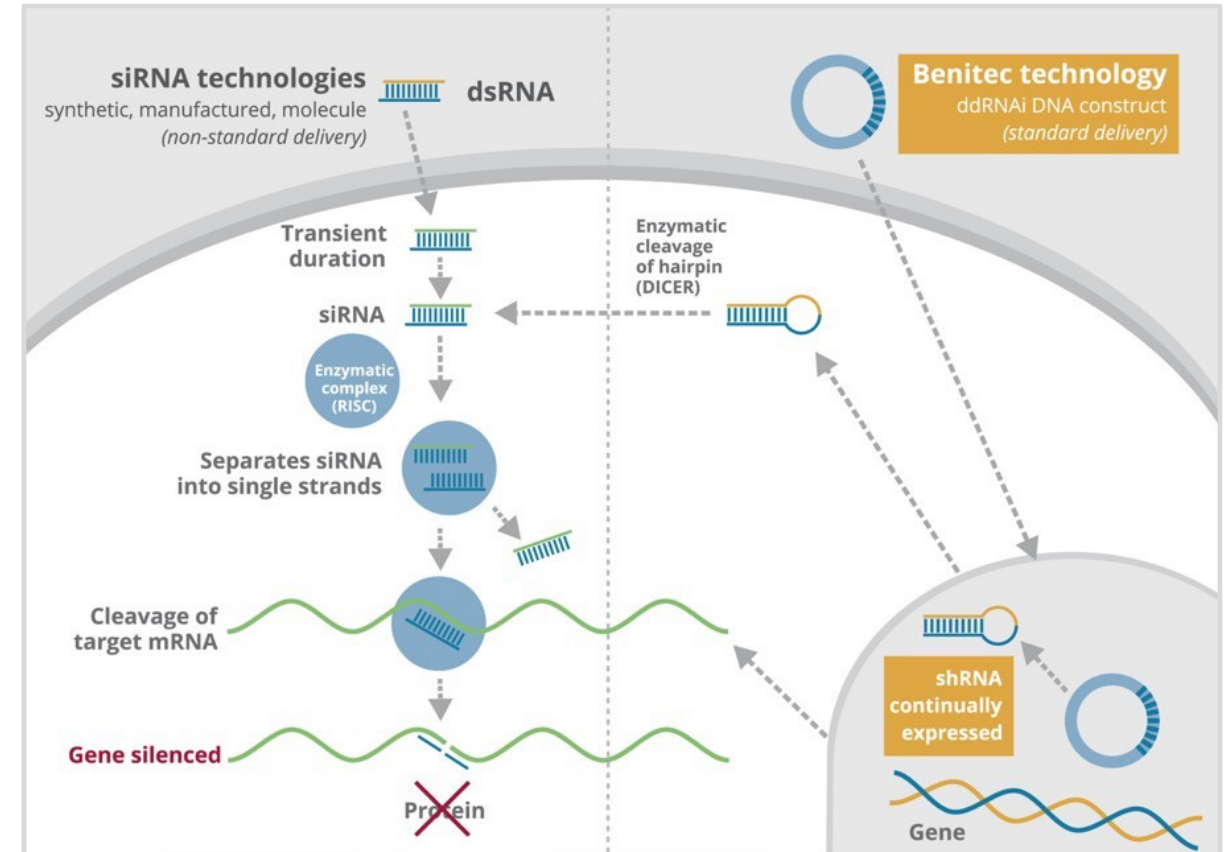 siRNA technologies
synthetic, manufactured, molecule
(non-standard delivery)
dsRNA
Benitec technology
ddRNAi DNA construct
(standard delivery)
Transient
duration
Enzymatic
cleavage
of hairpin
(DICER)
siRNA
Enzymatic
complex
(RISC)
Separates siRNA
into single strands
Cleavage of
target mRNA
shRNA
continually
expressed
Gene silenced
Protein
Gene